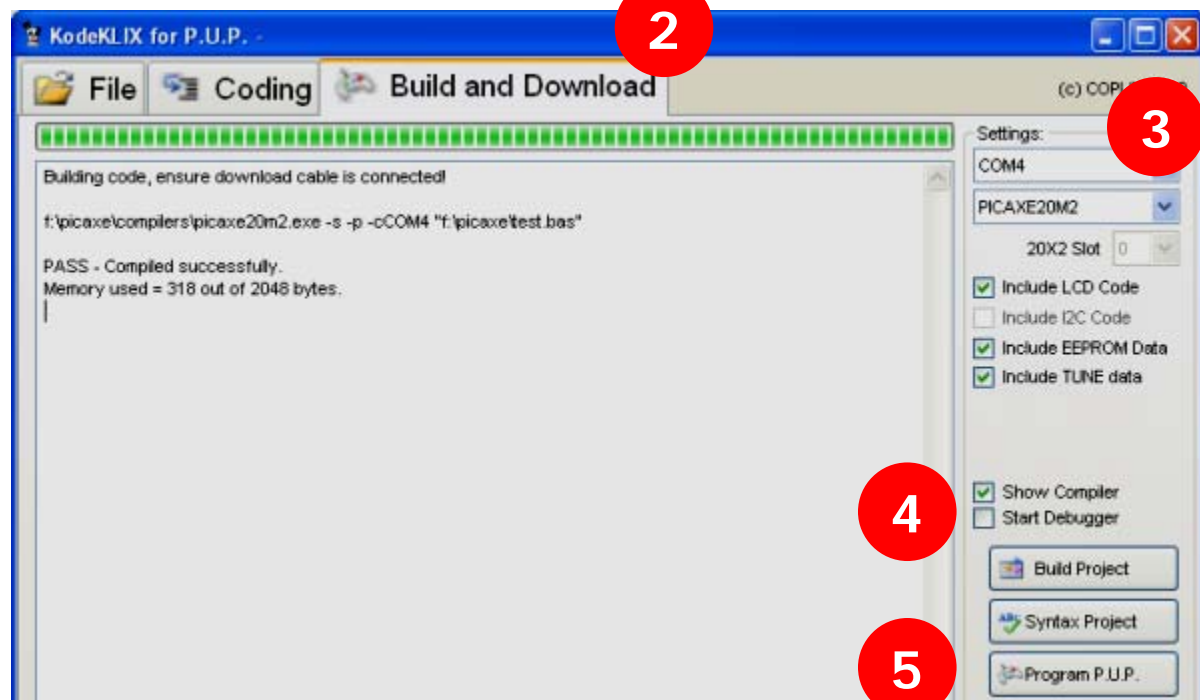 KodeKLIX for P.U.P. -
2
File
Coding
Build and Download
(c)
3
Settings:
COM4
PICAXE20M2
20X2 Slot 0
Include LCD Code
Include I2C Code
Include EEPROM Data
Include TUNE data
Building code, ensure download cable is connected!
f:\picaxe\compilers\picaxe20m2.exe -s -p -cCOM4 "f:\picaxe\test.bas"
PASS - Compiled successfully.
Memory used = 318 out of 2048 bytes.
4
Show Compiler
Start Debugger
Build Project
Syntax Project
5
Program P.U.P.